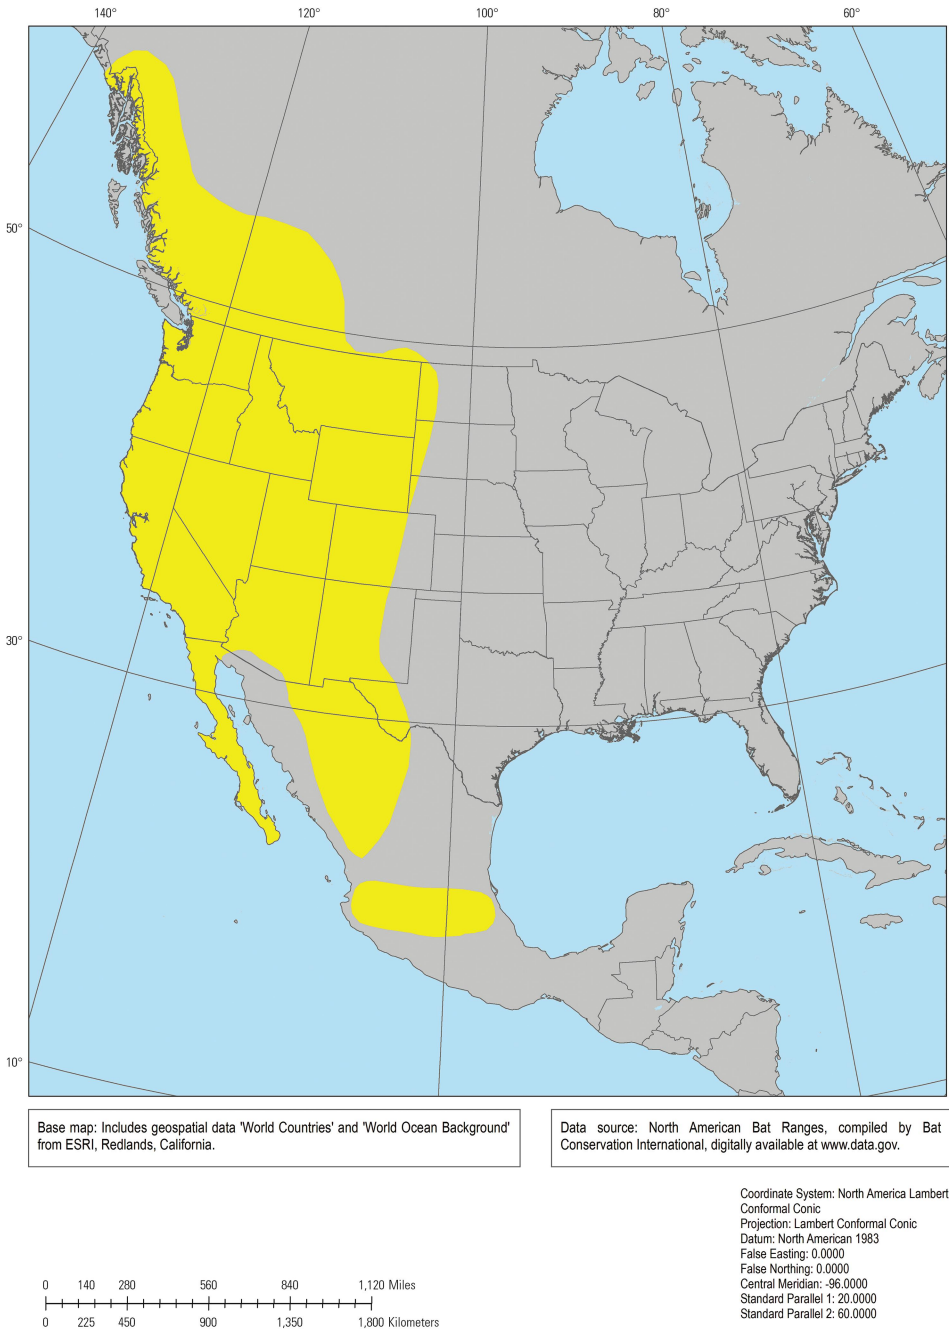 140°
120°
100°
80°
60°
50°
30°
10°
Base map: Includes geospatial data 'World Countries' and 'World Ocean Background'
from ESRI, Redlands, California.
Data source: North American Bat Ranges, compiled by Bat
Conservation International, digitally available at www.data.gov.
Coordinate System: North America Lambert
Conformal Conic
Projection: Lambert Conformal Conic
Datum: North American 1983
False Easting: 0.0000
False Northing: 0.0000
Central Meridian: -96.0000
Standard Parallel 1: 20.0000
Standard Parallel 2: 60.0000
0 140 280 560 840 1,120 Miles
0 225 450 900 1,350 1,800 Kilometers